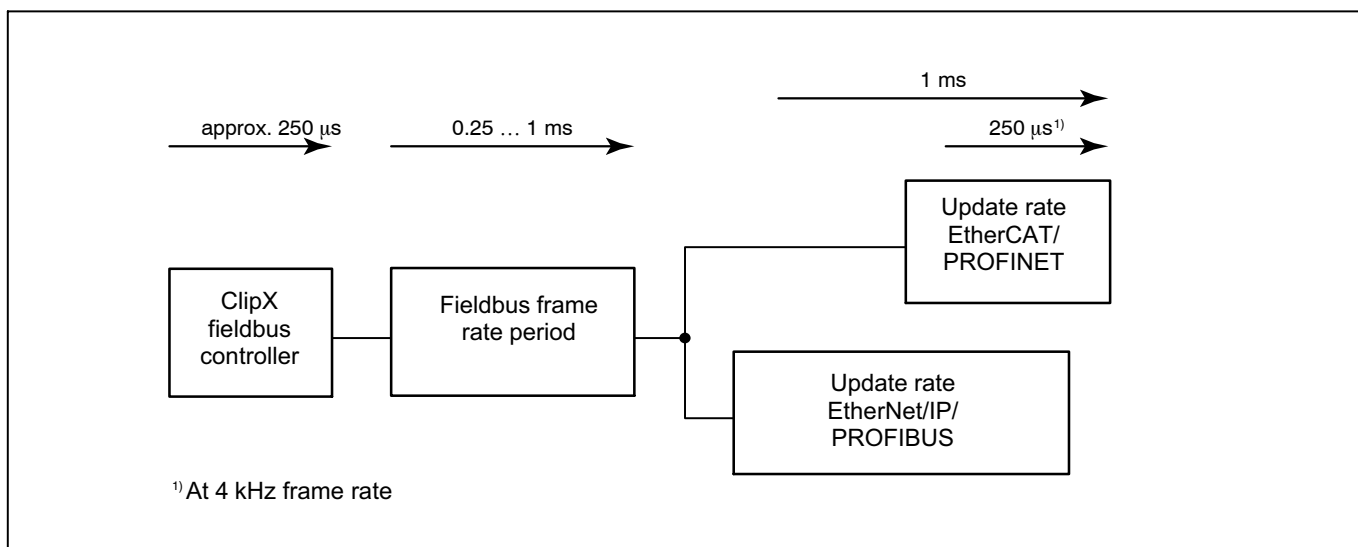 1 ms
approx. 250 μs
0.25 … 1 ms
250 μs¹⁾
Update rate
EtherCAT/
PROFINET
ClipX
fieldbus
controller
Fieldbus frame
rate period
Update rate
EtherNet/IP/
PROFIBUS
¹⁾ At 4 kHz frame rate